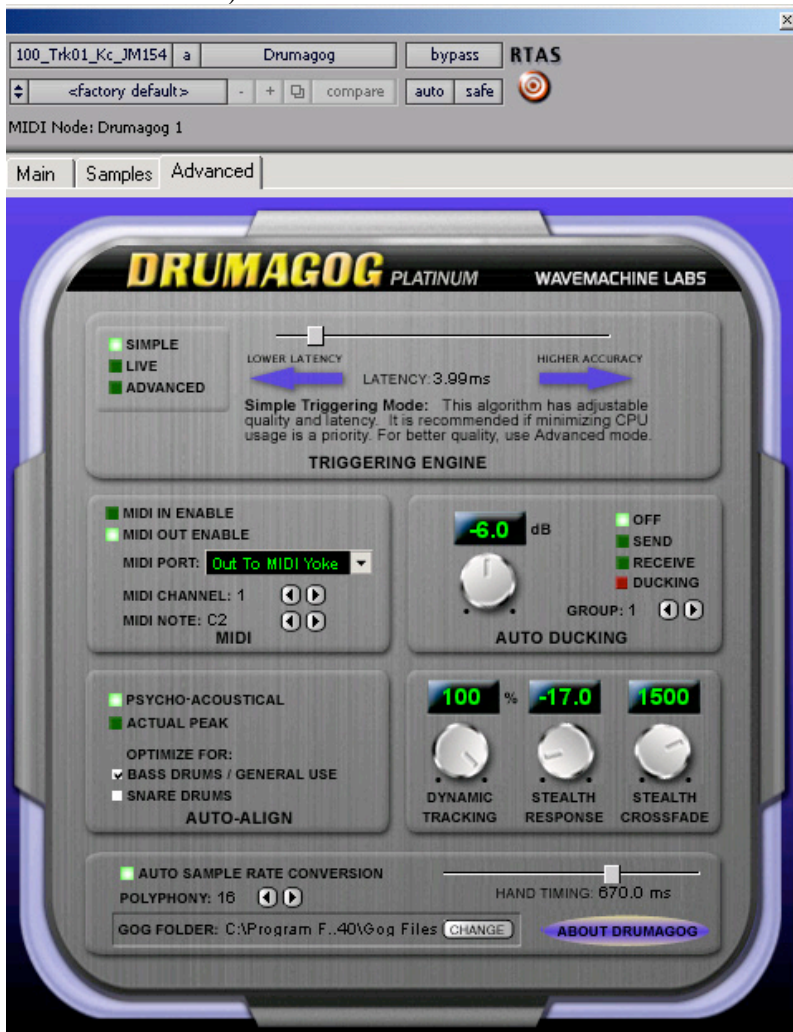 100_Trk01_Kc_JM154 a Drumagog bypass RTAS
<factory default> - + compare auto safe
MIDI Node: Drumagog 1
Main Samples Advanced
DRUMAGOG PLATINUM WAVEMACHINE LABS
SIMPLE
LIVE
ADVANCED
LOWER LATENCY HIGHER ACCURACY
LATENCY: 3.99ms
Simple Triggering Mode: This algorithm has adjustable
quality and latency. It is recommended if minimizing CPU
usage is a priority. For better quality, use Advanced mode.
TRIGGERING ENGINE
MIDI IN ENABLE
MIDI OUT ENABLE
MIDI PORT: Out To MIDI Yoke
MIDI CHANNEL: 1
MIDI NOTE: C2
MIDI
-6.0 dB
OFF
SEND
RECEIVE
DUCKING
GROUP: 1
AUTO DUCKING
PSYCHO-ACOUSTICAL
ACTUAL PEAK
OPTIMIZE FOR:
BASS DRUMS / GENERAL USE
SNARE DRUMS
AUTO-ALIGN
100 % -17.0 1500
DYNAMIC TRACKING
STEALTH RESPONSE
STEALTH CROSSFADE
AUTO SAMPLE RATE CONVERSION
POLYPHONY: 16
HAND TIMING: 670.0 ms
GOG FOLDER: C:\Program F..40\Gog Files CHANGE
ABOUT DRUMAGOG